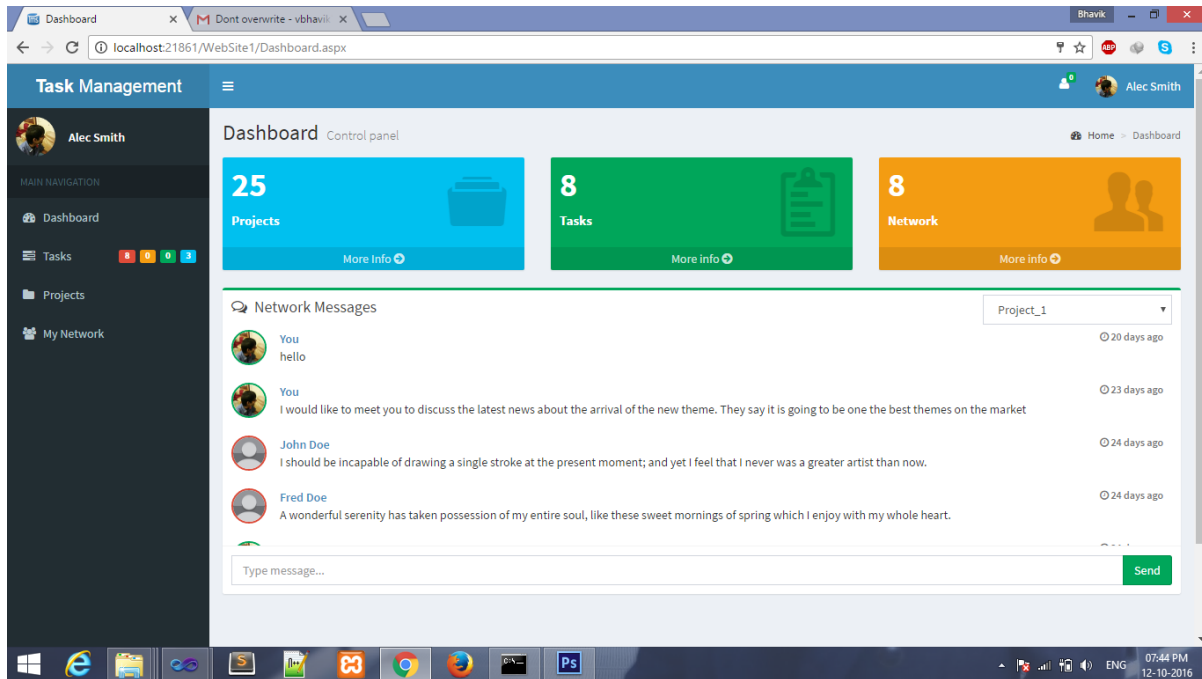 Dashboard
Dont overwrite - vbhavik
Bhavik
localhost:21861/WebSite1/Dashboard.aspx
ABP
S
Task Management
0
Alec Smith
Alec Smith
MAIN NAVIGATION
Dashboard
Tasks 8 0 0 3
Projects
My Network
Dashboard Control panel
Home > Dashboard
25
Projects
More Info
8
Tasks
More info
8
Network
More info
Network Messages
Project_1
You
20 days ago
hello
You
23 days ago
I would like to meet you to discuss the latest news about the arrival of the new theme. They say it is going to be one the best themes on the market
John Doe
24 days ago
I should be incapable of drawing a single stroke at the present moment; and yet I feel that I never was a greater artist than now.
Fred Doe
24 days ago
A wonderful serenity has taken possession of my entire soul, like these sweet mornings of spring which I enjoy with my whole heart.
Type message...
Send
S
Ps
ENG
07:44 PM
12-10-2016